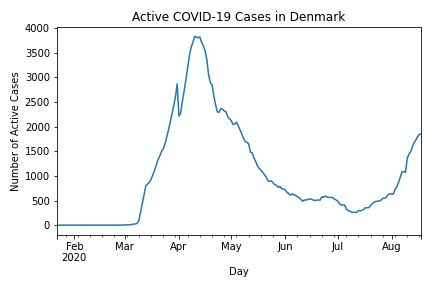 Active COVID-19 Cases in Denmark
Number of Active Cases
4000
3500
3000
2500
2000
1500
1000
500
0
Feb Mar Apr May Jun Jul Aug
2020
Day